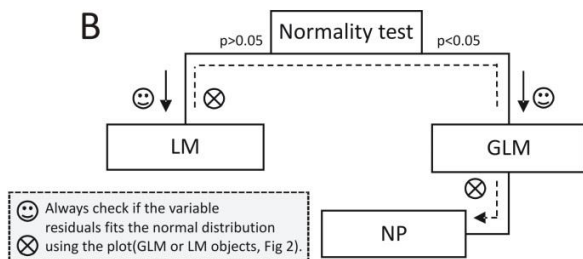 B
Normality test
p>0.05
p<0.05
LM
GLM
NP
Always check if the variable
residuals fits the normal distribution
using the plot(GLM or LM objects, Fig 2).